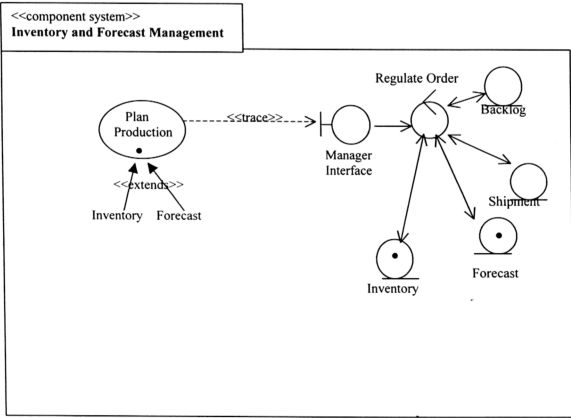 <<component system>>
Inventory and Forecast Management
Regulate Order
Backlog
Plan
Production
<<trace>>
Manager
Interface
<<extends>>
Shipment
Inventory Forecast
Forecast
Inventory